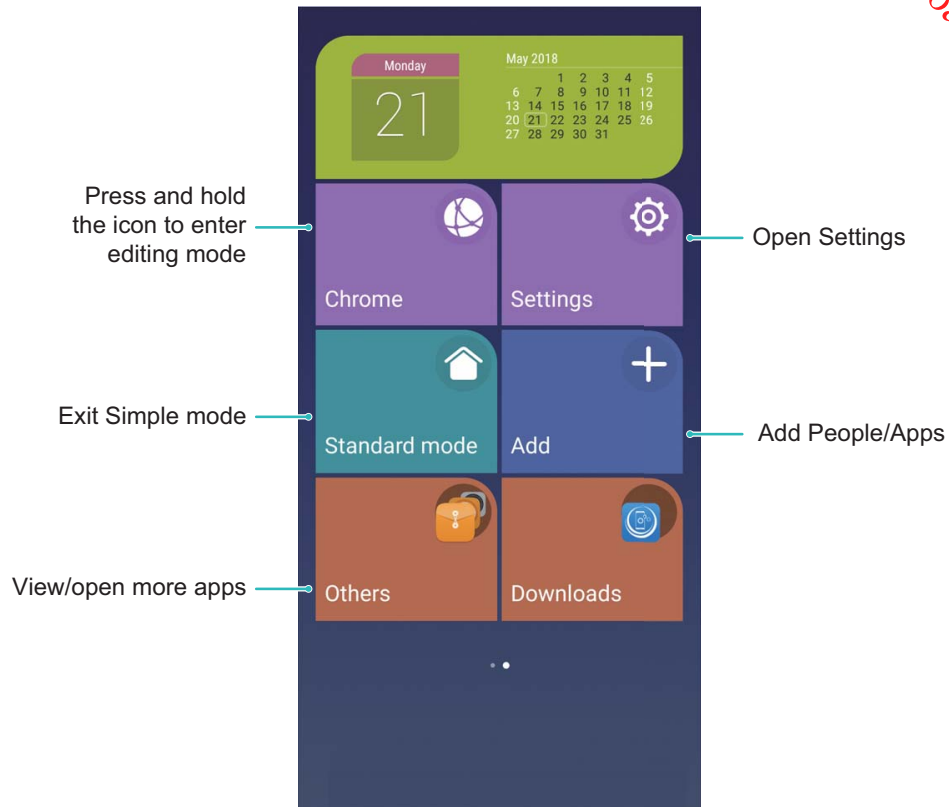 Monday
21
May 2018
1 2 3 4 5
6 7 8 9 10 11 12
13 14 15 16 17 18 19
20 21 22 23 24 25 26
27 28 29 30 31
Press and hold
the icon to enter
editing mode
Chrome
Settings
Open Settings
Exit Simple mode
Standard mode
Add
Add People/Apps
View/open more apps
Others
Downloads